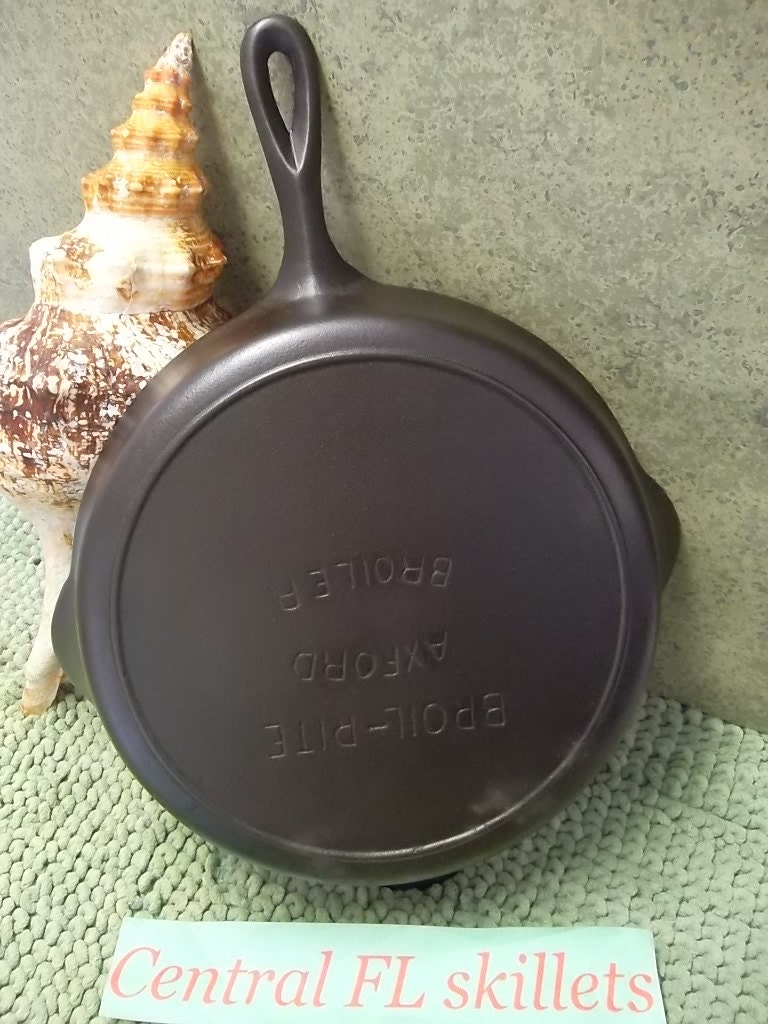 BROIL-RITE
AXFORD
BROILER
Central FL skillets